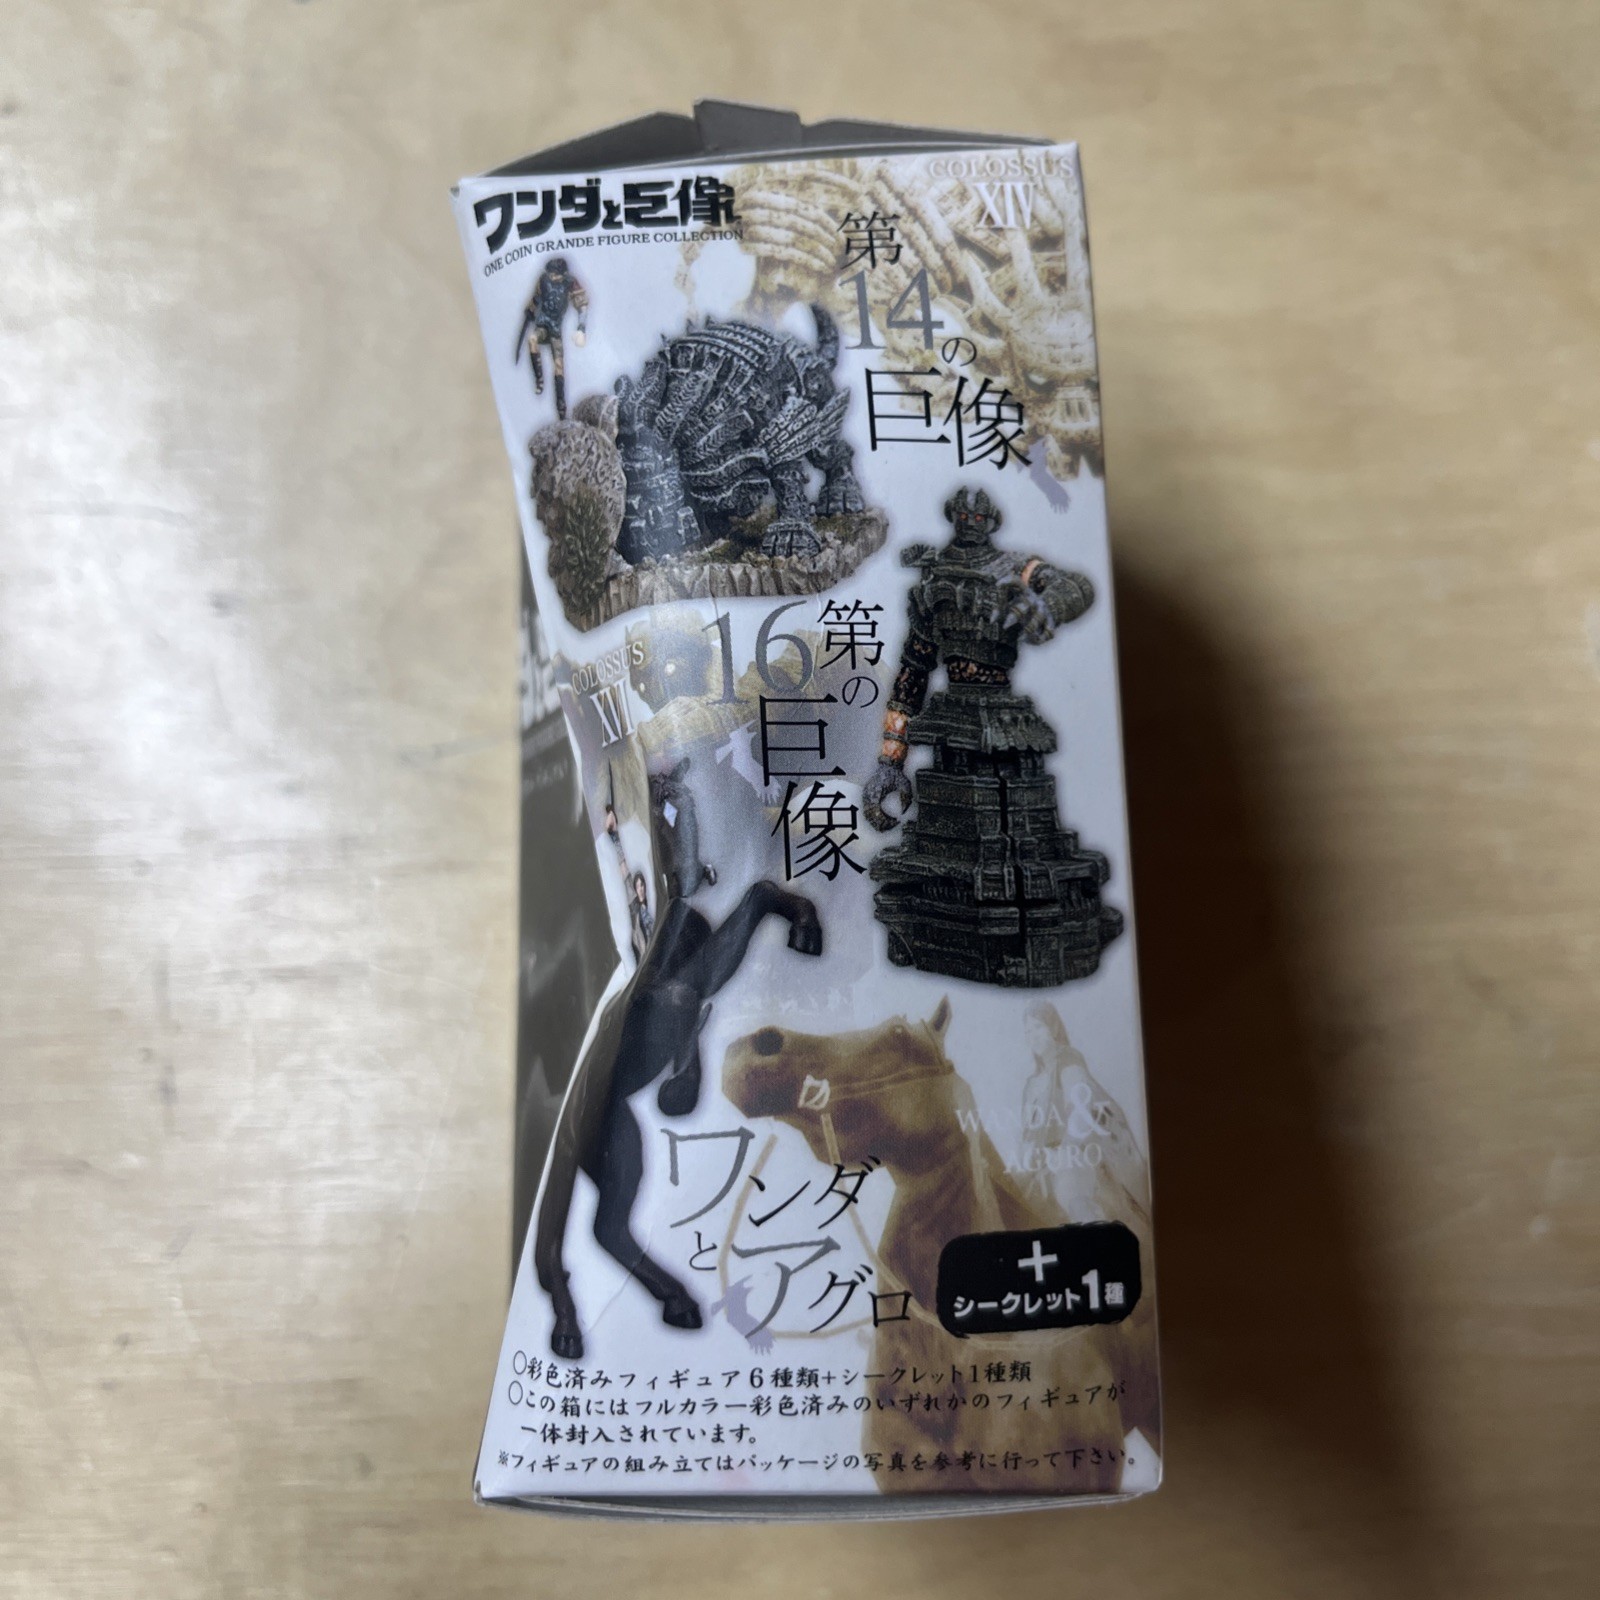 ワンダと巨像
ONE COIN GRANDE FIGURE COLLECTION
COLOSSUS
XIV
第14の巨像
COLOSSUS
XVI
第16の巨像
WANDA &
AGURO
ワンダ
と
アグロ
+
シークレット1種
○彩色済みフィギュア6種類+シークレット1種類
○この箱にはフルカラー彩色済みのいずれかのフィギュアが
一体封入されています。
※フィギュアの組み立てはパッケージの写真を参考に行って下さい。